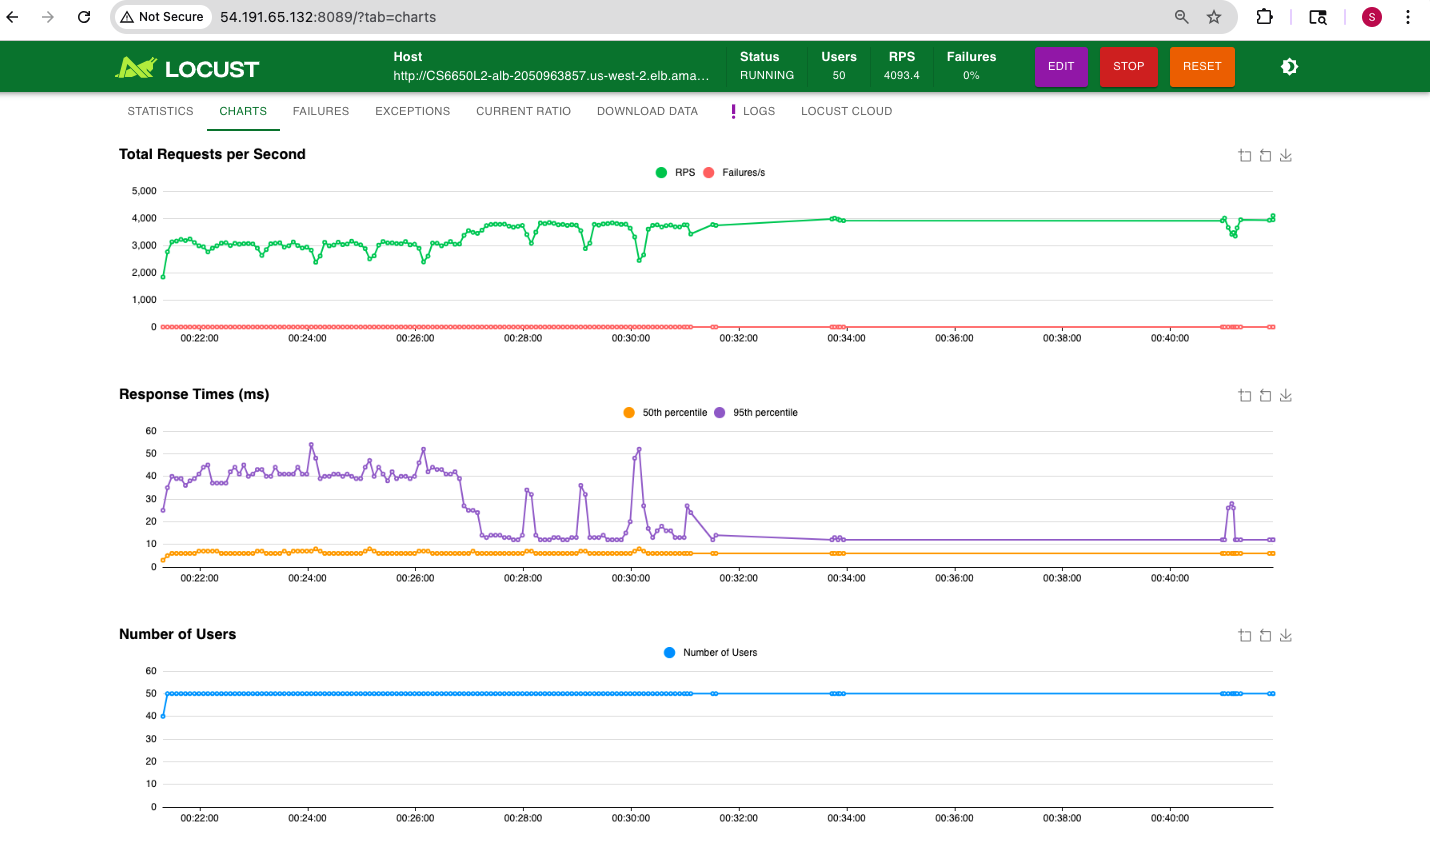 Not Secure 54.191.65.132:8089/?tab=charts S
LOCUST
Host Status Users RPS Failures
http://CS6650L2-alb-2050963857.us-west-2.elb.ama... RUNNING 50 4093.4 0%
EDIT STOP RESET
STATISTICS CHARTS FAILURES EXCEPTIONS CURRENT RATIO DOWNLOAD DATA ! LOGS LOCUST CLOUD
Total Requests per Second
RPS Failures/s
5,000
4,000
3,000
2,000
1,000
0
00:22:00 00:24:00 00:26:00 00:28:00 00:30:00 00:32:00 00:34:00 00:36:00 00:38:00 00:40:00
Response Times (ms)
50th percentile 95th percentile
60
50
40
30
20
10
0
00:22:00 00:24:00 00:26:00 00:28:00 00:30:00 00:32:00 00:34:00 00:36:00 00:38:00 00:40:00
Number of Users
Number of Users
60
50
40
30
20
10
0
00:22:00 00:24:00 00:26:00 00:28:00 00:30:00 00:32:00 00:34:00 00:36:00 00:38:00 00:40:00